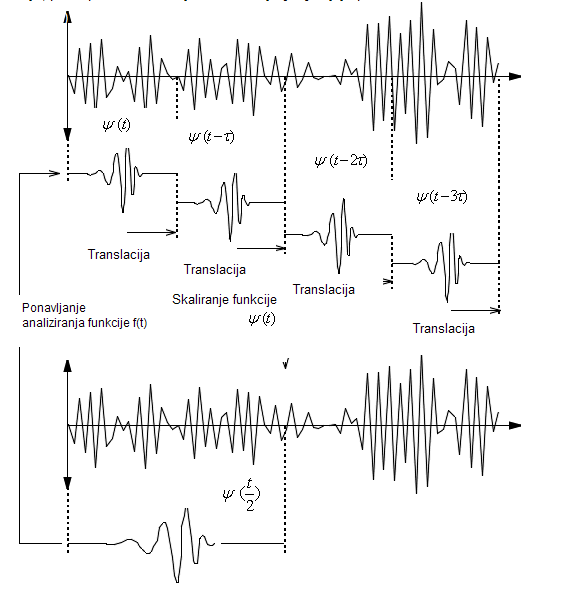 ψ(t)
ψ(t−τ)
ψ(t−2τ)
ψ(t−3τ)
Translacija
Translacija
Translacija
Translacija
Skaliranje funkcije
ψ(t)
Ponavljanje
analiziranja funkcije f(t)
ψ(t/2)